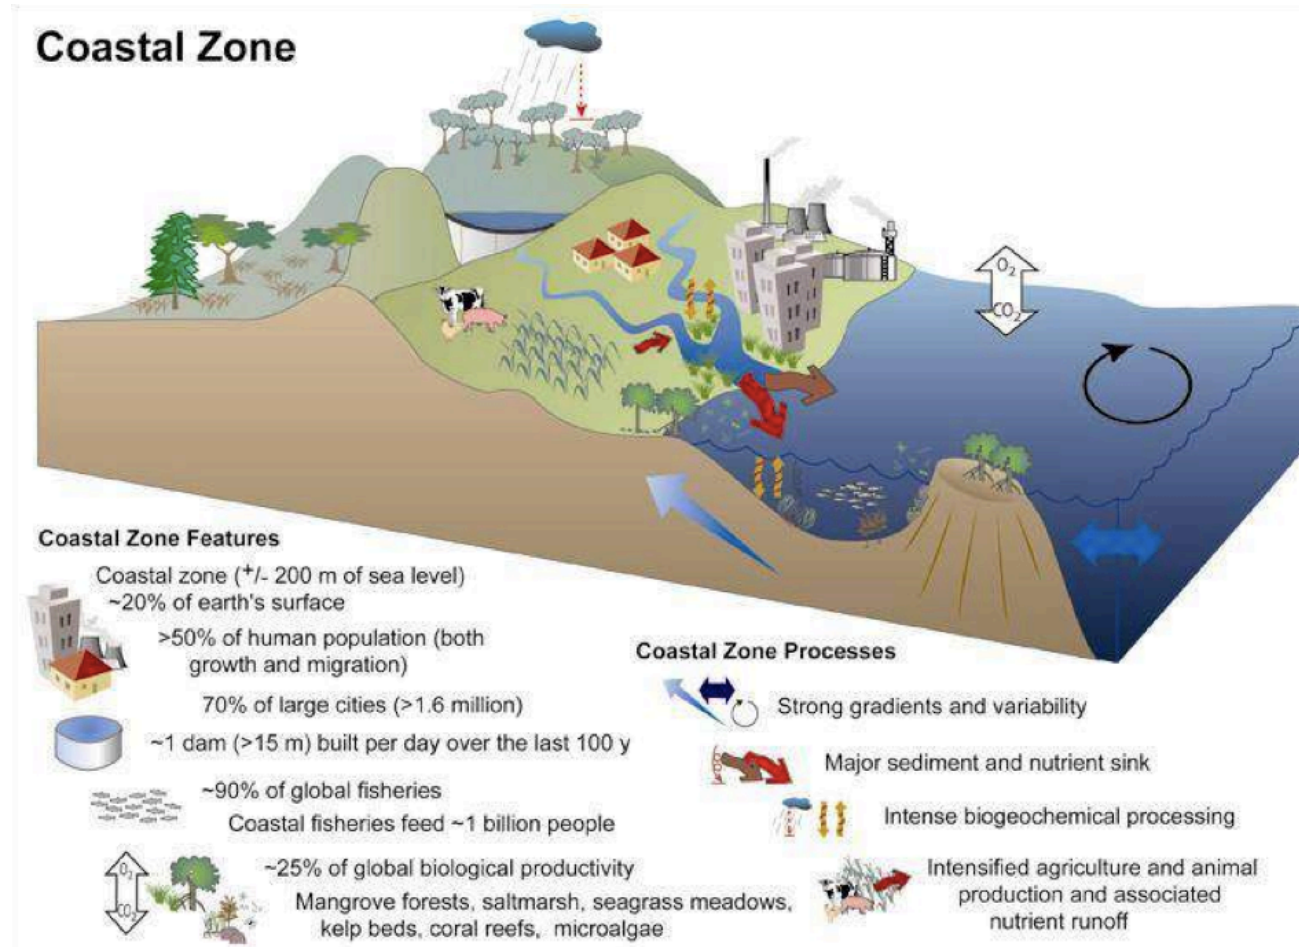 Coastal Zone
O2
CO2
Coastal Zone Features
Coastal zone (+/- 200 m of sea level)
~20% of earth's surface
>50% of human population (both
growth and migration)
70% of large cities (>1.6 million)
~1 dam (>15 m) built per day over the last 100 y
~90% of global fisheries
Coastal fisheries feed ~1 billion people
O2
CO2
~25% of global biological productivity
Mangrove forests, saltmarsh, seagrass meadows,
kelp beds, coral reefs, microalgae
Coastal Zone Processes
Strong gradients and variability
Major sediment and nutrient sink
Intense biogeochemical processing
Intensified agriculture and animal
production and associated
nutrient runoff